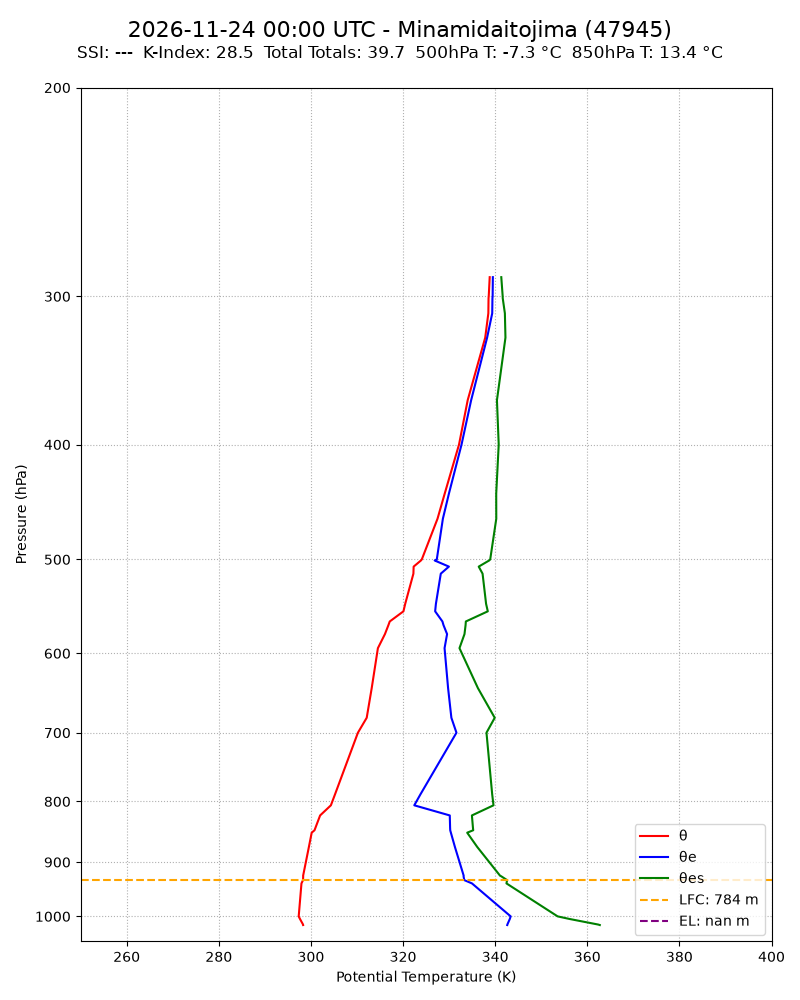 2026-11-24 00:00 UTC - Minamidaitojima (47945)
SSI: ---  K-Index: 28.5  Total Totals: 39.7  500hPa T: -7.3 °C  850hPa T: 13.4 °C
200
300
400
500
600
700
800
900
1000
Pressure (hPa)
θ
θe
θes
LFC: 784 m
EL: nan m
260
280
300
320
340
360
380
400
Potential Temperature (K)